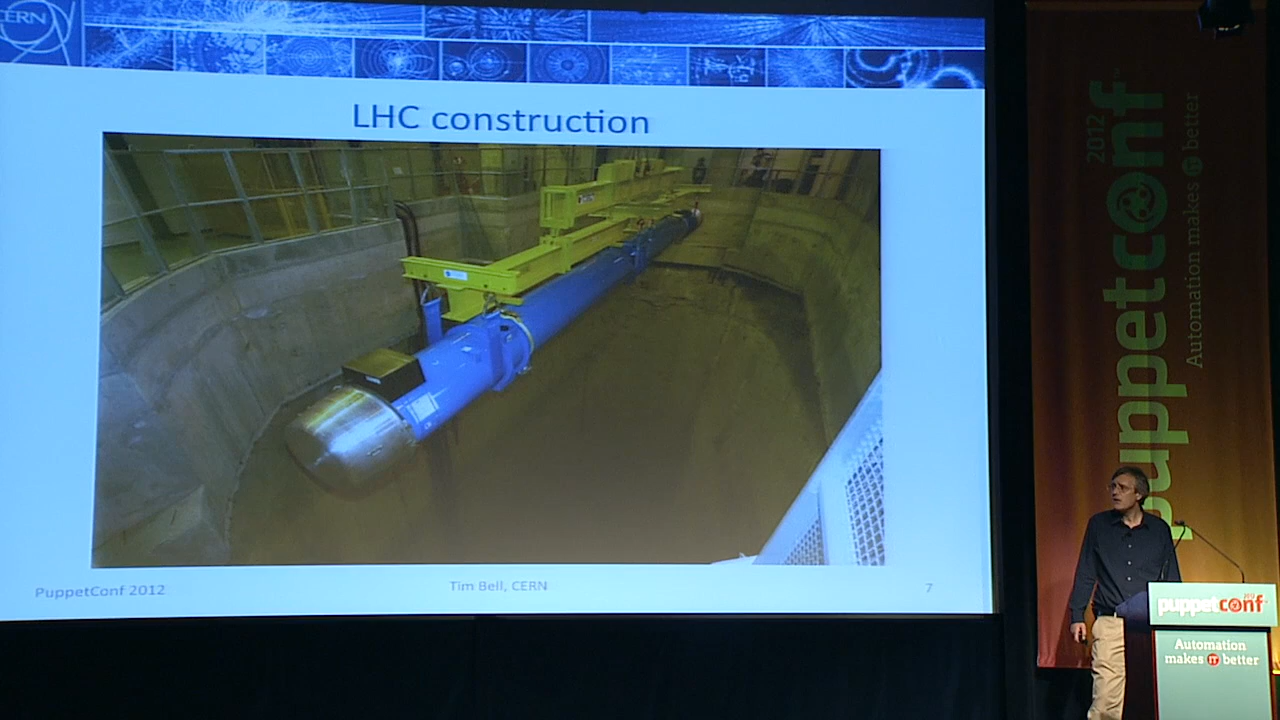 CERN
LHC construction
PuppetConf 2012
Tim Bell, CERN
7
puppetconf 2012
Automation makes IT better
puppetconf 2012
Automation
makes IT better